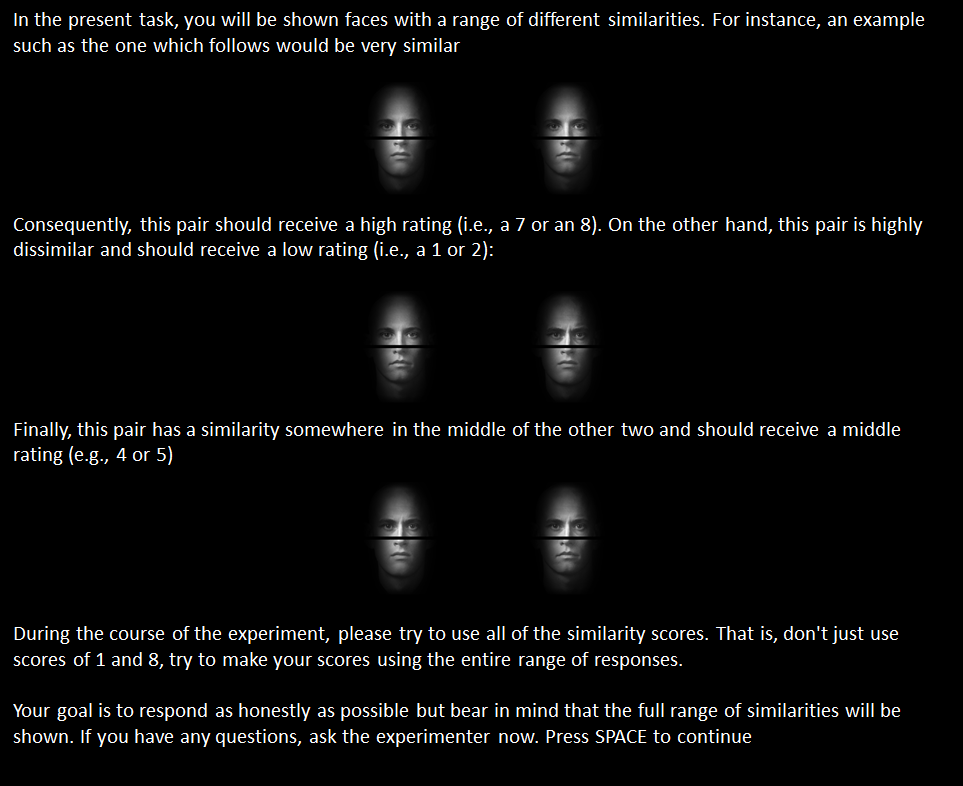 In the present task, you will be shown faces with a range of different similarities. For instance, an example
such as the one which follows would be very similar
Consequently, this pair should receive a high rating (i.e., a 7 or an 8). On the other hand, this pair is highly
dissimilar and should receive a low rating (i.e., a 1 or 2):
Finally, this pair has a similarity somewhere in the middle of the other two and should receive a middle
rating (e.g., 4 or 5)
During the course of the experiment, please try to use all of the similarity scores. That is, don't just use
scores of 1 and 8, try to make your scores using the entire range of responses.
Your goal is to respond as honestly as possible but bear in mind that the full range of similarities will be
shown. If you have any questions, ask the experimenter now. Press SPACE to continue